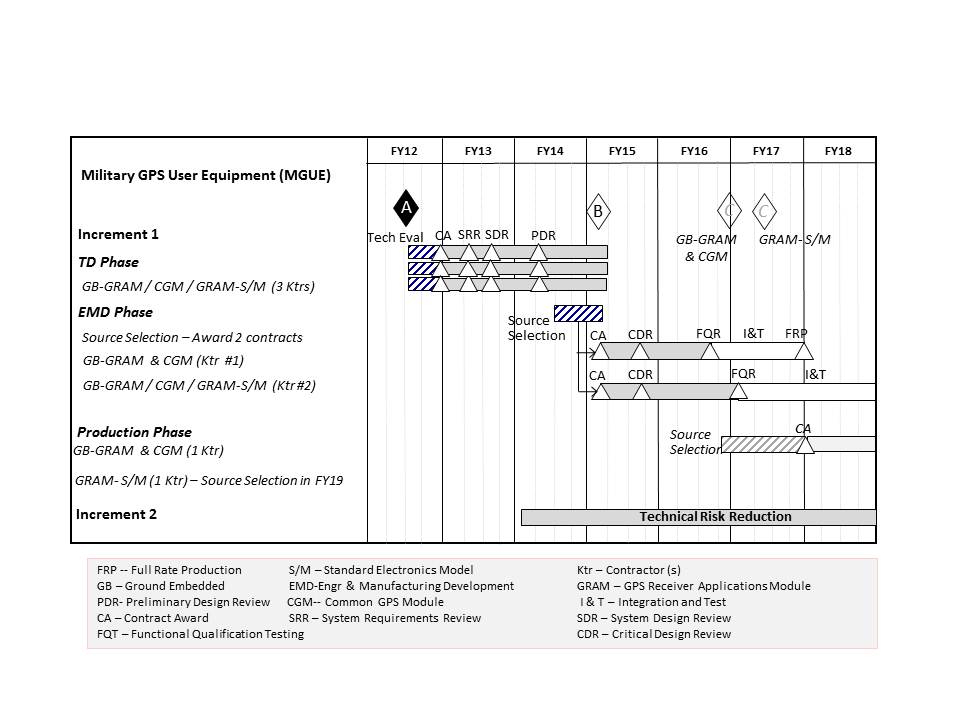 FY12 FY13 FY14 FY15 FY16 FY17 FY18
Military GPS User Equipment (MGUE)
A B C C
Increment 1
Tech Eval CA SRR SDR PDR GB-GRAM & CGM GRAM- S/M
TD Phase
GB-GRAM / CGM / GRAM-S/M (3 Ktrs)
EMD Phase
Source Selection
Source Selection – Award 2 contracts
CA CDR FQR I&T FRP
GB-GRAM & CGM (Ktr #1)
GB-GRAM / CGM / GRAM-S/M (Ktr #2)
CA CDR FQR I&T
Production Phase
Source Selection CA
GB-GRAM & CGM (1 Ktr)
GRAM- S/M (1 Ktr) – Source Selection in FY19
Increment 2
Technical Risk Reduction
FRP -- Full Rate Production S/M – Standard Electronics Model Ktr – Contractor (s)
GB – Ground Embedded EMD-Engr & Manufacturing Development GRAM – GPS Receiver Applications Module
PDR- Preliminary Design Review CGM-- Common GPS Module I & T – Integration and Test
CA – Contract Award SRR – System Requirements Review SDR – System Design Review
FQT – Functional Qualification Testing CDR – Critical Design Review